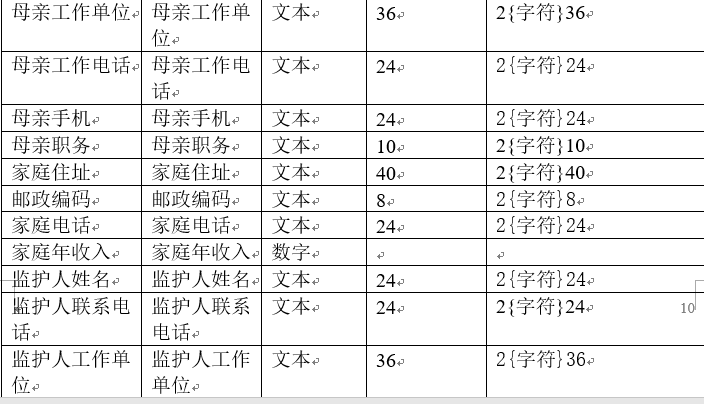 母亲工作单位 母亲工作单位 文本 36 2{字符}36
母亲工作电话 母亲工作电话 文本 24 2{字符}24
母亲手机 母亲手机 文本 24 2{字符}24
母亲职务 母亲职务 文本 10 2{字符}10
家庭住址 家庭住址 文本 40 2{字符}40
邮政编码 邮政编码 文本 8 2{字符}8
家庭电话 家庭电话 文本 24 2{字符}24
家庭年收入 家庭年收入 数字
监护人姓名 监护人姓名 文本 24 2{字符}24
监护人联系电话 监护人联系电话 文本 24 2{字符}24
10
监护人工作单位 监护人工作单位 文本 36 2{字符}36